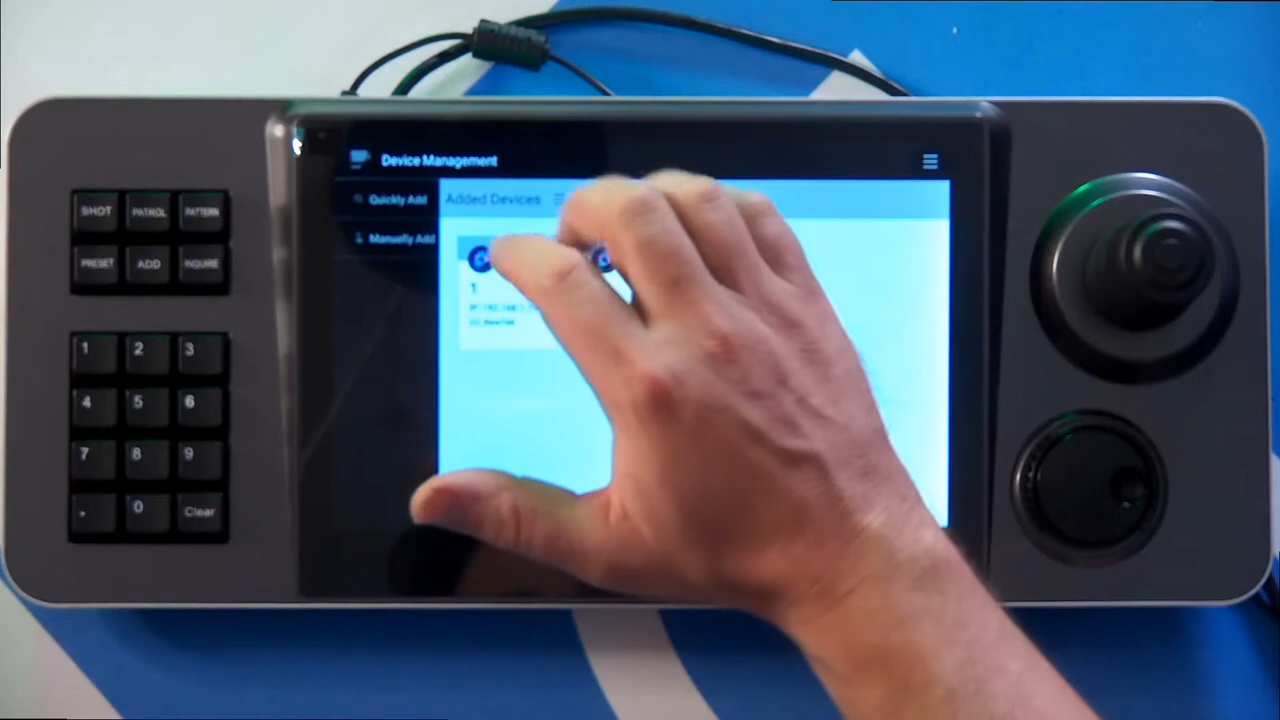 Device Management
Quickly Add
Added Devices
Manually Add
1
SHOT PATROL PATTERN
PRESET ADD INQUIRE
1 2 3
4 5 6
7 8 9
0 Clear